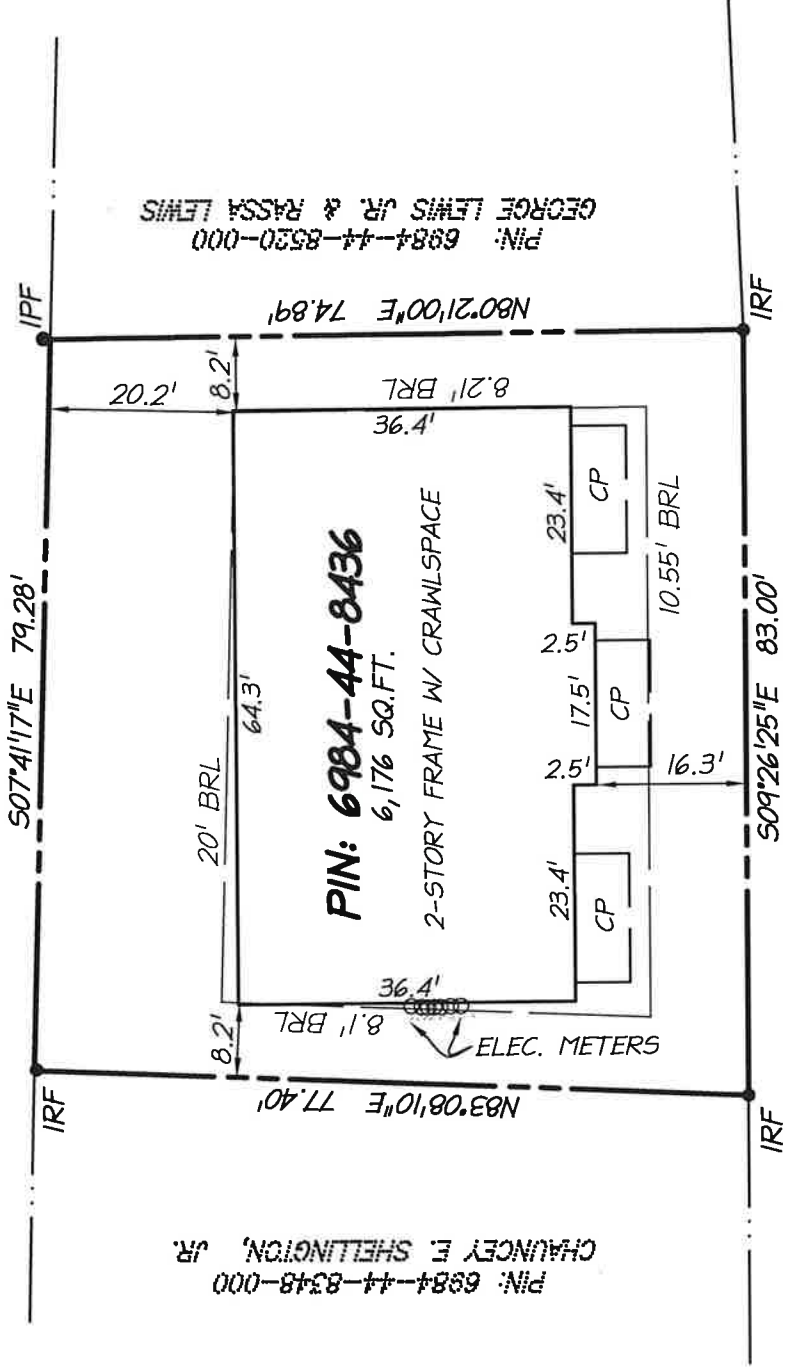 S07°41'17"E 79.28'
IPF
IRF
20.2'
20' BRL
8.2'
8.2'
64.3'
PIN: 6984-44-8436
6,176 SQ.FT.
2-STORY FRAME W/ CRAWLSPACE
36.4'
8.21' BRL
36.4'
8.1' BRL
ELEC. METERS
23.4'
2.5'
17.5'
2.5'
23.4'
CP
CP
CP
16.3'
10.55' BRL
S09°26'25"E 83.00'
IRF
IRF
N80°21'00"E 74.89'
PIN: 6984-44-8520-000
GEORGE LEWIS JR. & RASSA LEWIS
N83°08'10"E 77.40'
PIN: 6984-44-8348-000
CHAUNCEY E. SHELLINGTON, JR.